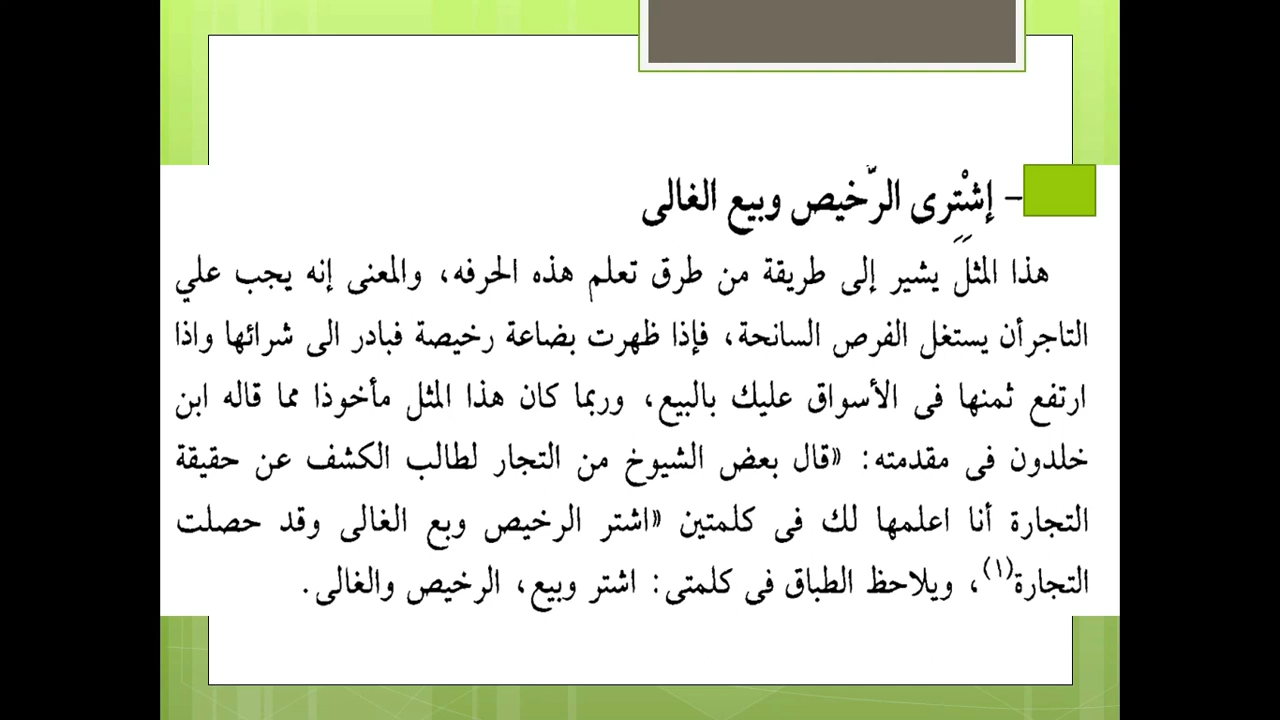 - إشْتَرِى الرَّخيص وبيع الغالى
هذا المثل يشير إلى طريقة من طرق تعلم هذه الحرفه، والمعنى إنه يجب علي
التاجرأن يستغل الفرص السانحة، فإذا ظهرت بضاعة رخيصة فبادر الى شرائها واذا
ارتفع ثمنها فى الأسواق عليك بالبيع، وربما كان هذا المثل مأخوذا مما قاله ابن
خلدون فى مقدمته: «قال بعض الشيوخ من التجار لطالب الكشف عن حقيقة
التجارة أنا اعلمها لك فى كلمتين «اشتر الرخيص وبع الغالى وقد حصلت
التجارة(١)، ويلاحظ الطباق فى كلمتى: اشتر وبيع، الرخيص والغالى.